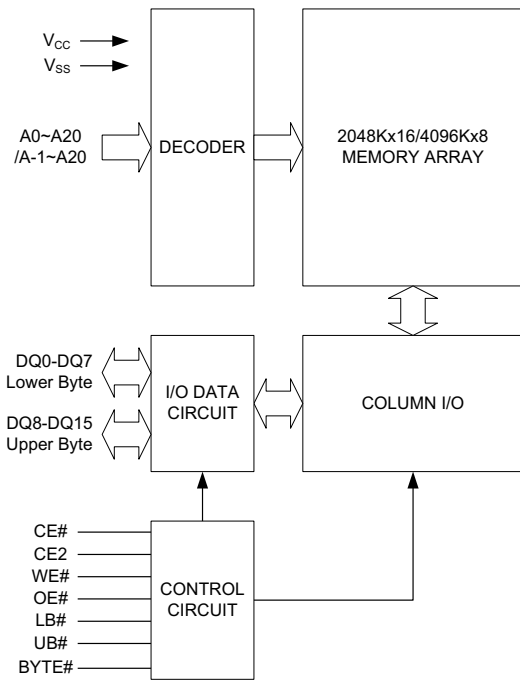 VCC
VSS
A0~A20
/A-1~A20
DECODER
2048Kx16/4096Kx8
MEMORY ARRAY
DQ0-DQ7
Lower Byte
DQ8-DQ15
Upper Byte
I/O DATA
CIRCUIT
COLUMN I/O
CE#
CE2
WE#
OE#
LB#
UB#
BYTE#
CONTROL
CIRCUIT